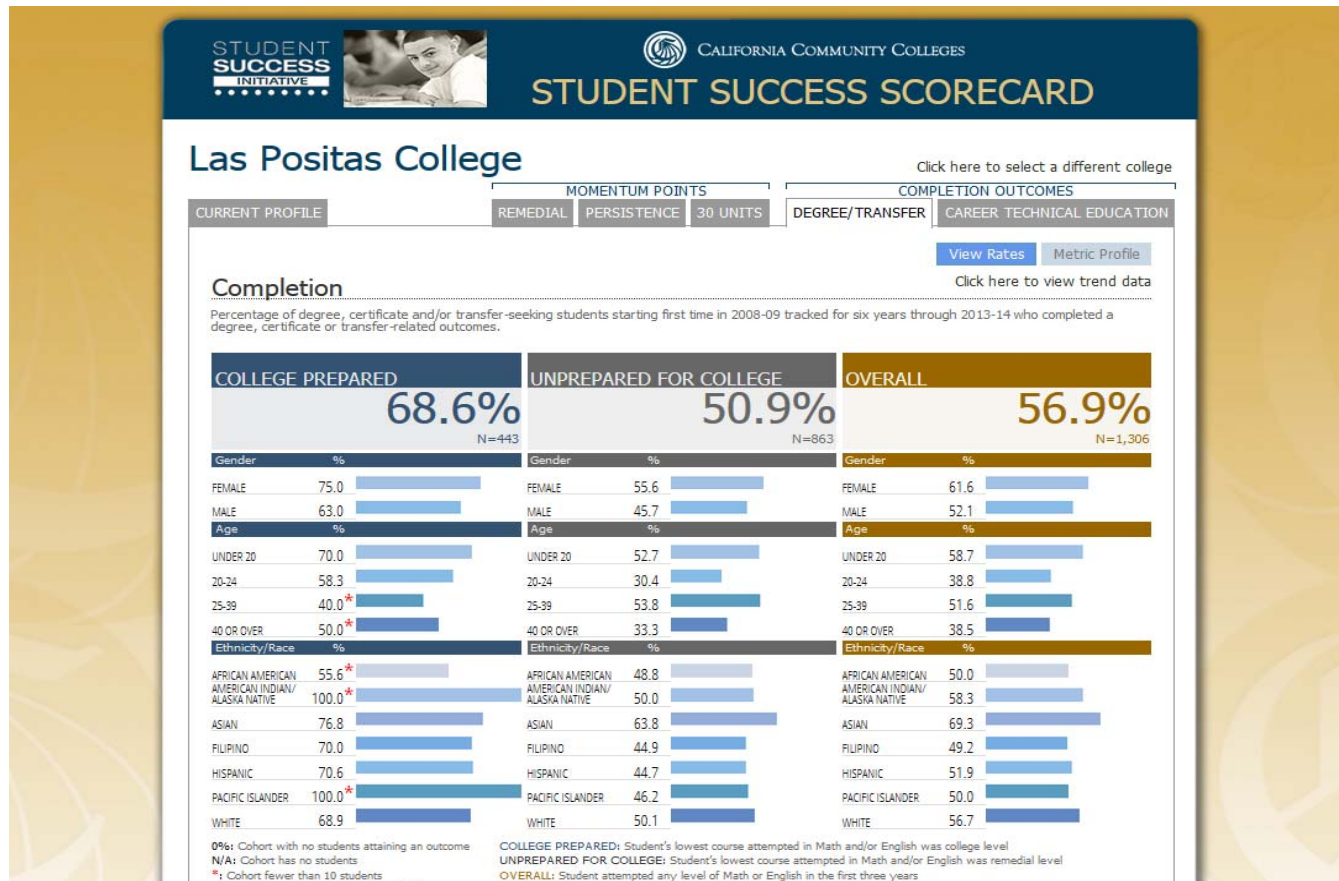 STUDENT
SUCCESS
INITIATIVE
CALIFORNIA COMMUNITY COLLEGES
STUDENT SUCCESS SCORECARD
Las Positas College
Click here to select a different college
MOMENTUM POINTS COMPLETION OUTCOMES
CURRENT PROFILE REMEDIAL PERSISTENCE 30 UNITS DEGREE/TRANSFER CAREER TECHNICAL EDUCATION
View Rates Metric Profile
Completion
Click here to view trend data
Percentage of degree, certificate and/or transfer-seeking students starting first time in 2008-09 tracked for six years through 2013-14 who completed a
degree, certificate or transfer-related outcomes.
COLLEGE PREPARED UNPREPARED FOR COLLEGE OVERALL
68.6% 50.9% 56.9%
N=443 N=863 N=1,306
Gender % Gender % Gender %
FEMALE 75.0 FEMALE 55.6 FEMALE 61.6
MALE 63.0 MALE 45.7 MALE 52.1
Age % Age % Age %
UNDER 20 70.0 UNDER 20 52.7 UNDER 20 58.7
20-24 58.3 20-24 30.4 20-24 38.8
25-39 40.0* 25-39 53.8 25-39 51.6
40 OR OVER 50.0* 40 OR OVER 33.3 40 OR OVER 38.5
Ethnicity/Race % Ethnicity/Race % Ethnicity/Race %
AFRICAN AMERICAN 55.6* AFRICAN AMERICAN 48.8 AFRICAN AMERICAN 50.0
AMERICAN INDIAN/ AMERICAN INDIAN/ AMERICAN INDIAN/
ALASKA NATIVE 100.0* ALASKA NATIVE 50.0 ALASKA NATIVE 58.3
ASIAN 76.8 ASIAN 63.8 ASIAN 69.3
FILIPINO 70.0 FILIPINO 44.9 FILIPINO 49.2
HISPANIC 70.6 HISPANIC 44.7 HISPANIC 51.9
PACIFIC ISLANDER 100.0* PACIFIC ISLANDER 46.2 PACIFIC ISLANDER 50.0
WHITE 68.9 WHITE 50.1 WHITE 56.7
0%: Cohort with no students attaining an outcome COLLEGE PREPARED: Student's lowest course attempted in Math and/or English was college level
N/A: Cohort has no students UNPREPARED FOR COLLEGE: Student's lowest course attempted in Math and/or English was remedial level
*: Cohort fewer than 10 students OVERALL: Student attempted any level of Math or English in the first three years